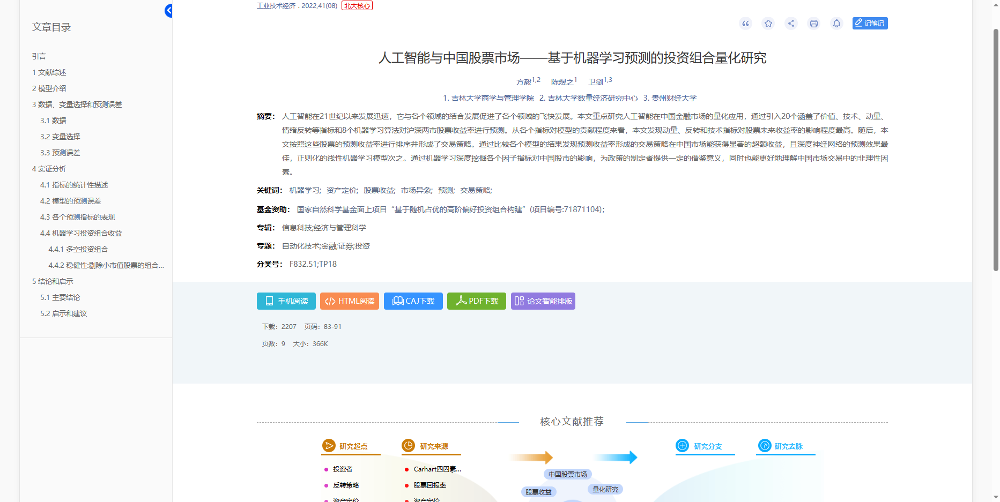 文章目录
引言
1 文献综述
2 模型介绍
3 数据、变量选择和预测误差
3.1 数据
3.2 变量选择
3.3 预测误差
4 实证分析
4.1 指标的统计性描述
4.2 模型的预测误差
4.3 各个预测指标的表现
4.4 机器学习投资组合收益
4.4.1 多空投资组合
4.4.2 稳健性:剔除小市值股票的组合...
5 结论和启示
5.1 主要结论
5.2 启示和建议
工业技术经济 . 2022,41(08) 北大核心
记笔记
人工智能与中国股票市场——基于机器学习预测的投资组合量化研究
方毅1,2 陈煜之1 卫剑1,3
1. 吉林大学商学与管理学院 2. 吉林大学数量经济研究中心 3. 贵州财经大学
摘要： 人工智能在21世纪以来发展迅速，它与各个领域的结合发展促进了各个领域的飞快发展。本文重点研究人工智能在中国金融市场的量化应用，通过引入20个涵盖了价值、技术、动量、
情绪反转等指标和8个机器学习算法对沪深两市股票收益率进行预测。从各个指标对模型的贡献程度来看，本文发现动量、反转和技术指标对股票未来收益率的影响程度最高。随后，本
文按照这些股票的预测收益率进行排序并形成了交易策略。通过比较各个模型的结果发现预测收益率形成的交易策略在中国市场能获得显著的超额收益，且深度神经网络的预测效果最
佳，正则化的线性机器学习模型次之。通过机器学习深度挖掘各个因子指标对中国股市的影响，为政策的制定者提供一定的借鉴意义，同时也能更好地理解中国市场交易中的非理性因
素。
关键词： 机器学习; 资产定价; 股票收益; 市场异象; 预测; 交易策略;
基金资助： 国家自然科学基金面上项目“基于随机占优的高阶偏好投资组合构建”(项目编号:71871104);
专辑： 信息科技;经济与管理科学
专题： 自动化技术;金融;证券;投资
分类号： F832.51;TP18
手机阅读 HTML阅读 CAJ下载 PDF下载 论文智能排版
下载：2207 页码：83-91
页数：9 大小：366K
核心文献推荐
研究起点 研究来源 研究分支 研究去脉
投资者 Carhart四因素...
中国股票市场
反转策略 股票回报率
股票收益 量化研究
资产定价 资产定价